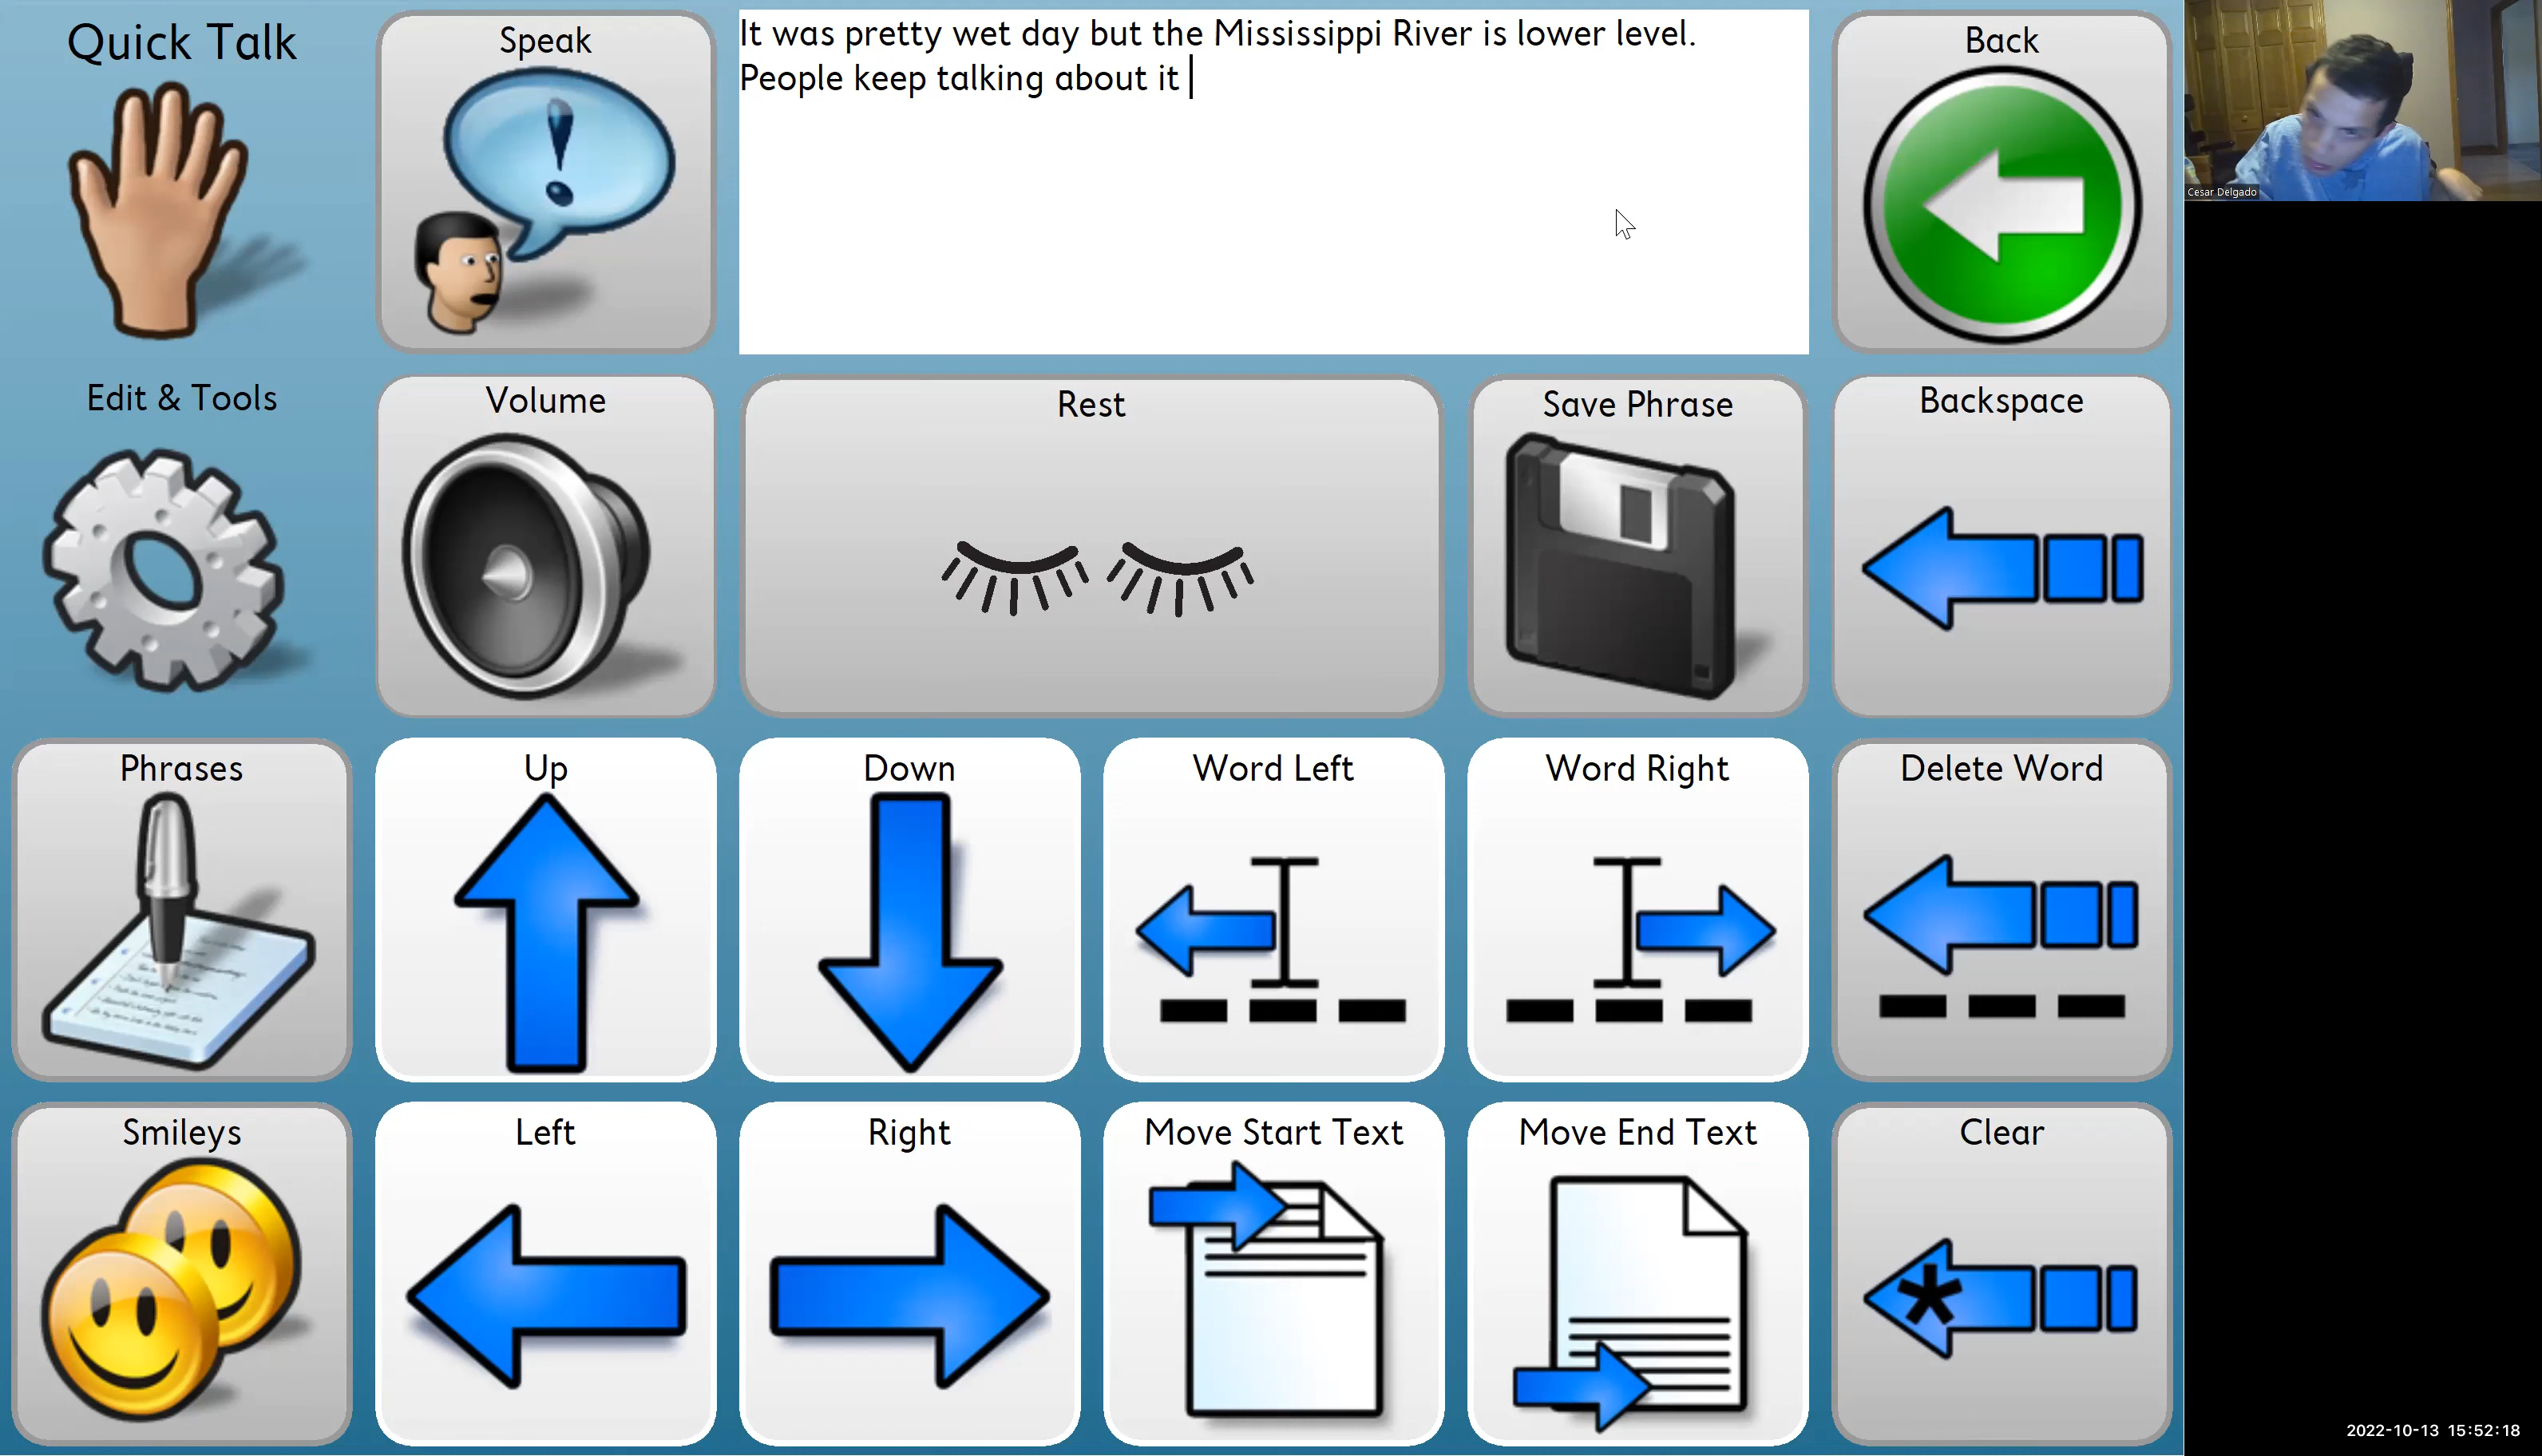 Quick Talk
Speak
It was pretty wet day but the Mississippi River is lower level.
People keep talking about it
Back
Cesar Delgado
Edit & Tools
Volume
Rest
Save Phrase
Backspace
Phrases
Up
Down
Word Left
Word Right
Delete Word
Smileys
Left
Right
Move Start Text
Move End Text
Clear
2022-10-13 15:52:18